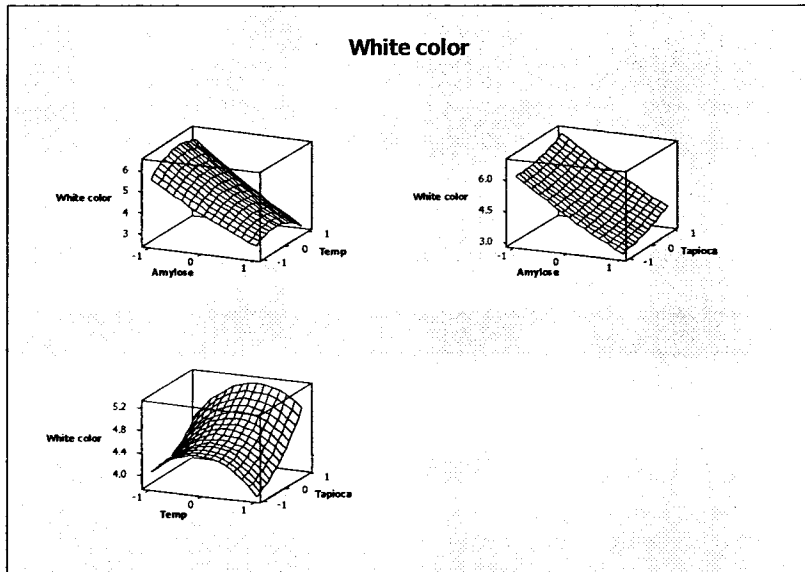 White color
6
5
4
3
White color
-1
0
1
Amylose
-1
0
1
Temp
6.0
4.5
3.0
White color
-1
0
1
Amylose
-1
0
1
Tapioca
5.2
4.8
4.4
4.0
White color
-1
0
1
Temp
-1
0
1
Tapioca